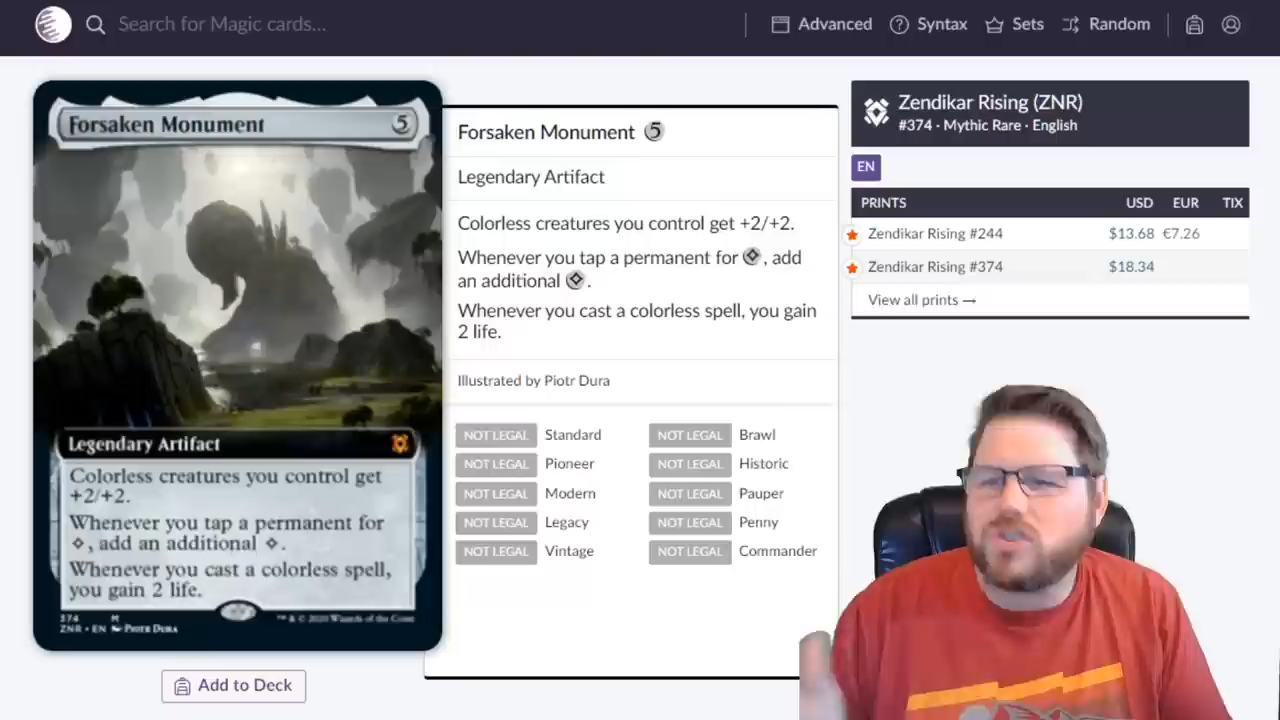 Search for Magic cards...
Advanced
Syntax
Sets
Random
Forsaken Monument 5
Legendary Artifact
Colorless creatures you control get
+2/+2.
Whenever you tap a permanent for
, add an additional .
Whenever you cast a colorless spell,
you gain 2 life.
374 M
ZNR • EN Piotr Dura
™ & © 2020 Wizards of the Coast
Add to Deck
Forsaken Monument 5
Legendary Artifact
Colorless creatures you control get +2/+2.
Whenever you tap a permanent for , add
an additional .
Whenever you cast a colorless spell, you gain
2 life.
Illustrated by Piotr Dura
NOT LEGAL Standard NOT LEGAL Brawl
NOT LEGAL Pioneer NOT LEGAL Historic
NOT LEGAL Modern NOT LEGAL Pauper
NOT LEGAL Legacy NOT LEGAL Penny
NOT LEGAL Vintage NOT LEGAL Commander
Zendikar Rising (ZNR)
#374 · Mythic Rare · English
EN
PRINTS USD EUR TIX
Zendikar Rising #244 $13.68 €7.26
Zendikar Rising #374 $18.34
View all prints →